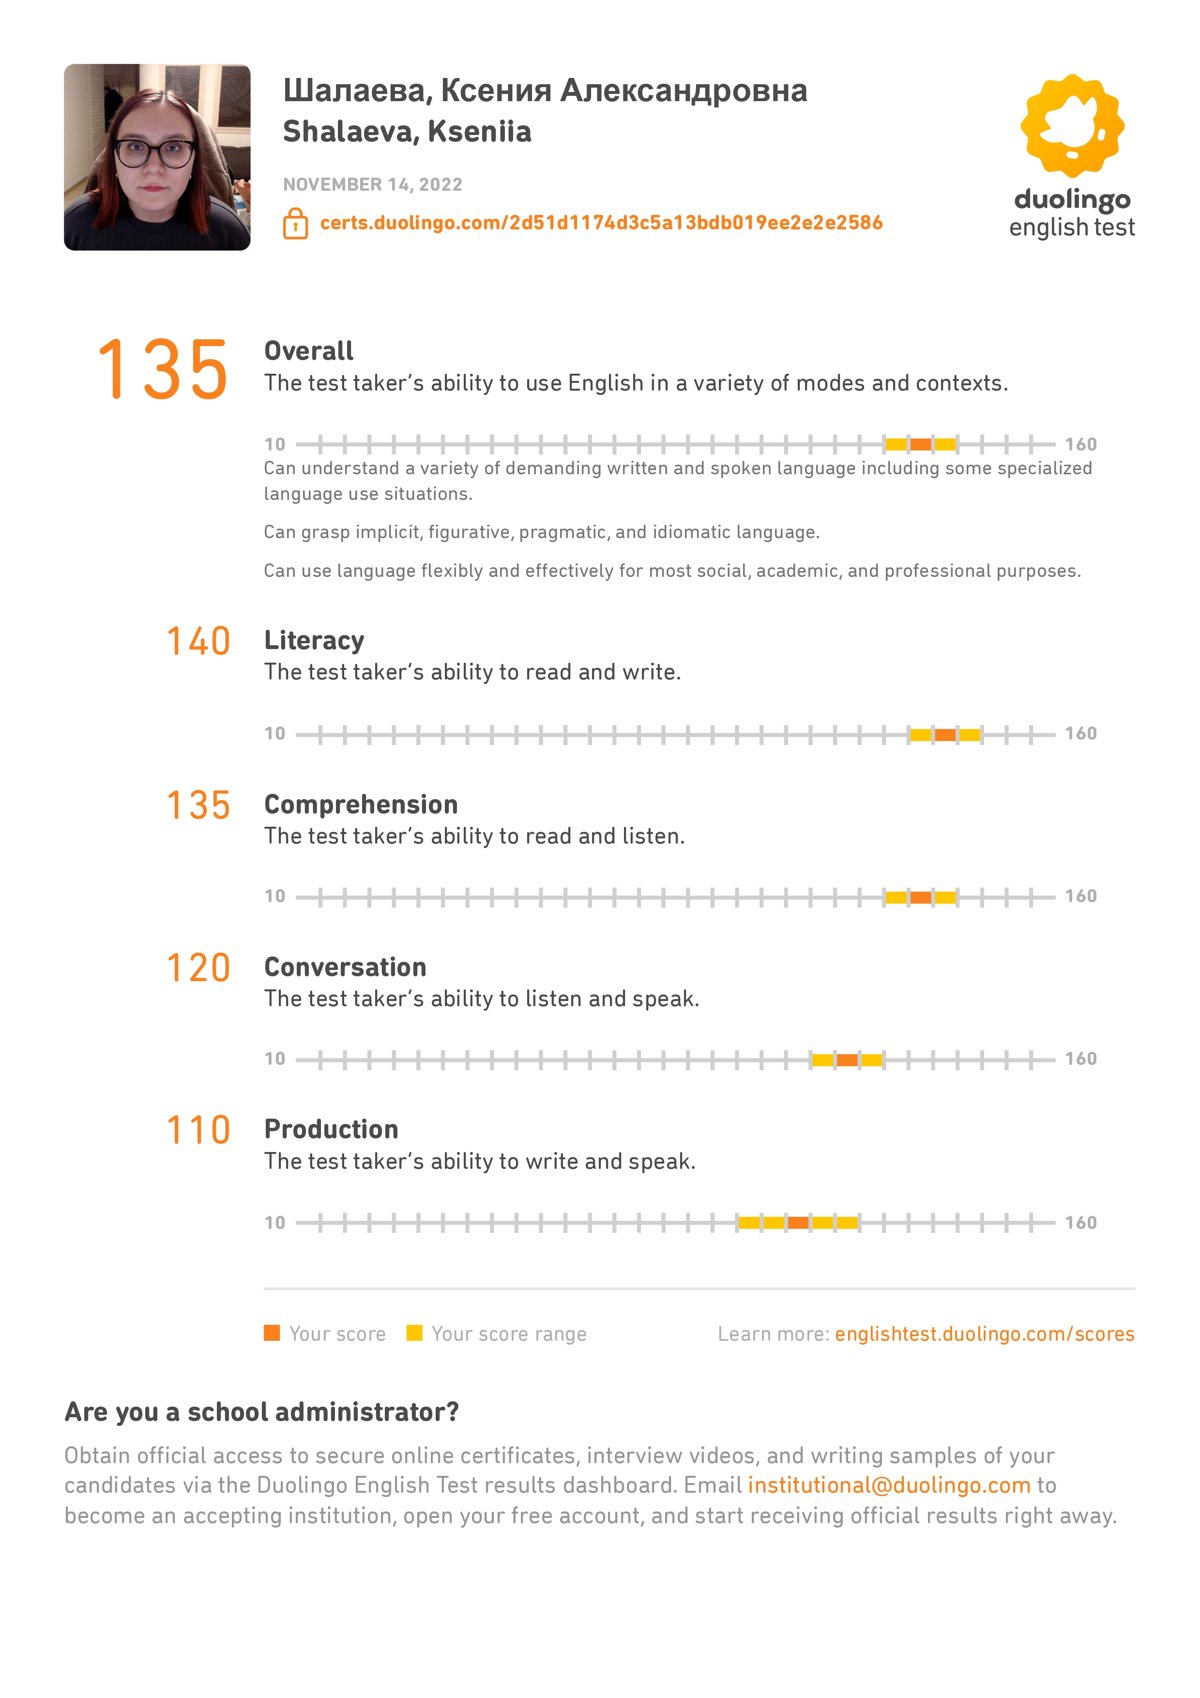 Шалаева, Ксения Александровна
Shalaeva, Kseniia
NOVEMBER 14, 2022
certs.duolingo.com/2d51d1174d3c5a13bdb019ee2e2e2586
duolingo
english test
135
Overall
The test taker's ability to use English in a variety of modes and contexts.
10 160
Can understand a variety of demanding written and spoken language including some specialized
language use situations.
Can grasp implicit, figurative, pragmatic, and idiomatic language.
Can use language flexibly and effectively for most social, academic, and professional purposes.
140
Literacy
The test taker's ability to read and write.
10 160
135
Comprehension
The test taker's ability to read and listen.
10 160
120
Conversation
The test taker's ability to listen and speak.
10 160
110
Production
The test taker's ability to write and speak.
10 160
Your score Your score range Learn more: englishtest.duolingo.com/scores
Are you a school administrator?
Obtain official access to secure online certificates, interview videos, and writing samples of your
candidates via the Duolingo English Test results dashboard. Email institutional@duolingo.com to
become an accepting institution, open your free account, and start receiving official results right away.